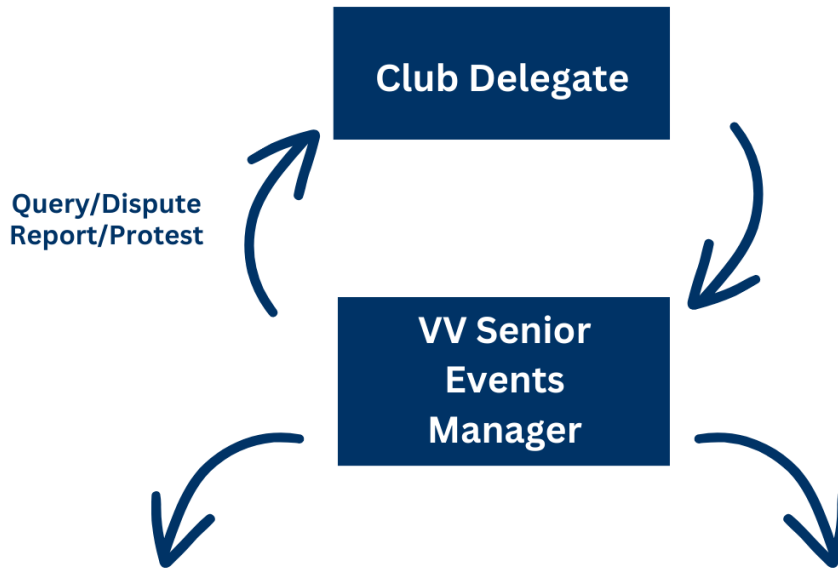 Club Delegate
Query/Dispute
Report/Protest
VV Senior
Events
Manager